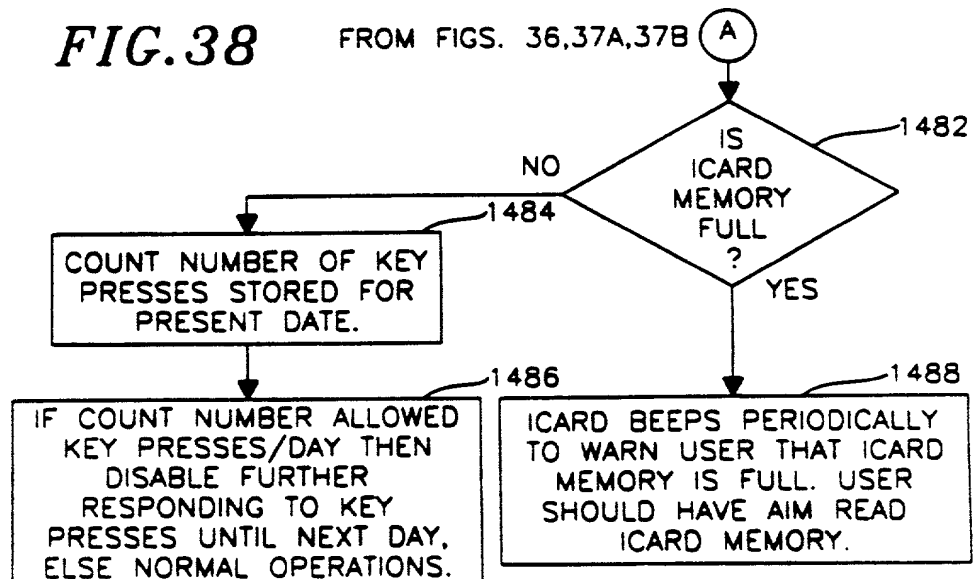 FIG.38
FROM FIGS. 36,37A,37B
A
IS
ICARD
MEMORY
FULL
?
1482
NO
YES
1484
COUNT NUMBER OF KEY
PRESSES STORED FOR
PRESENT DATE.
1486
IF COUNT NUMBER ALLOWED
KEY PRESSES/DAY THEN
DISABLE FURTHER
RESPONDING TO KEY
PRESSES UNTIL NEXT DAY,
ELSE NORMAL OPERATIONS.
1488
ICARD BEEPS PERIODICALLY
TO WARN USER THAT ICARD
MEMORY IS FULL. USER
SHOULD HAVE AIM READ
ICARD MEMORY.